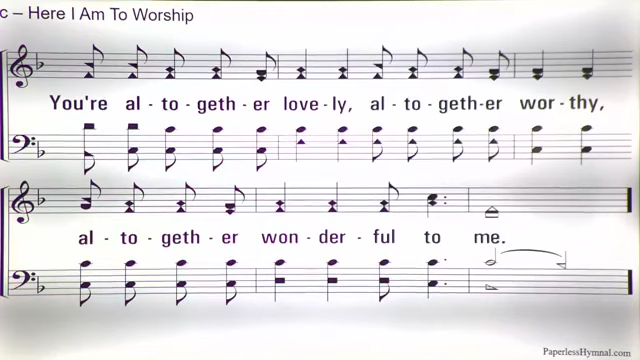 c – Here I Am To Worship
You're al - to - geth - er love - ly, al - to - geth-er wor - thy,
al - to - geth - er won - der - ful to me.
PaperlessHymnal.com